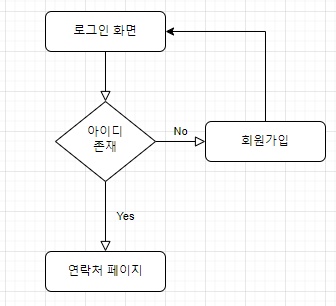 로그인 화면
아이디
존재
No
회원가입
Yes
연락처 페이지